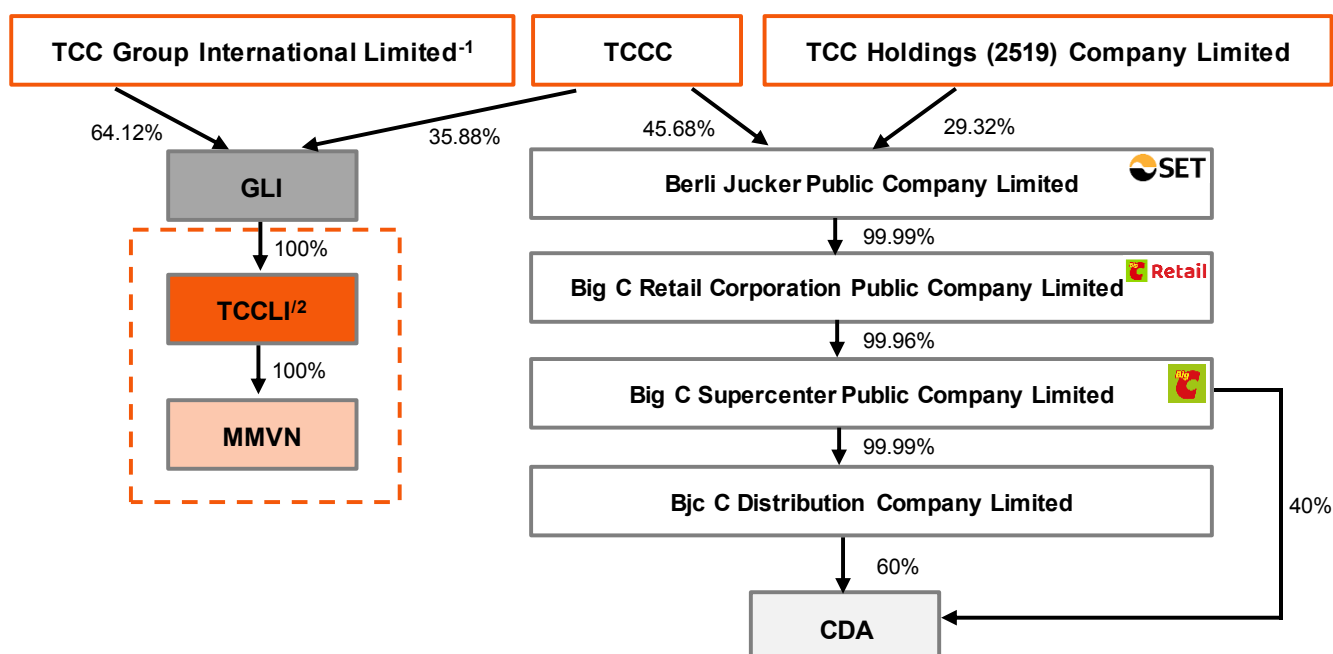 TCC Group International Limited-1
TCCC
TCC Holdings (2519) Company Limited
64.12%
35.88%
45.68%
29.32%
GLI
Berli Jucker Public Company Limited
SET
100%
99.99%
TCCLI/2
Big C Retail Corporation Public Company Limited
Big C Retail
100%
99.96%
MMVN
Big C Supercenter Public Company Limited
Big C
99.99%
Bjc C Distribution Company Limited
40%
60%
CDA